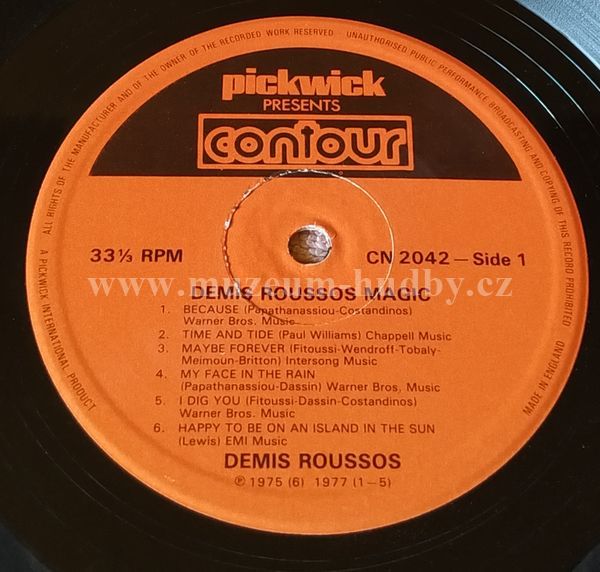 ALL RIGHTS OF THE MANUFACTURER AND OF THE OWNER OF THE RECORDED WORK RESERVED - UNAUTHORISED PUBLIC PERFORMANCE BROADCASTING AND COPYING OF THIS RECORD PROHIBITED
pickwick
PRESENTS
contour
33⅓ RPM
CN 2042 — Side 1
www.muzeum-hudby.cz
DEMIS ROUSSOS MAGIC
1. BECAUSE (Papathanassiou-Costandinos)
Warner Bros. Music
2. TIME AND TIDE (Paul Williams) Chappell Music
3. MAYBE FOREVER (Fitoussi-Wendroff-Tobaly-
Meimoun-Britton) Intersong Music
4. MY FACE IN THE RAIN
(Papathanassiou-Dassin) Warner Bros, Music
5. I DIG YOU (Fitoussi-Dassin-Costandinos)
Warner Bros. Music
6. HAPPY TO BE ON AN ISLAND IN THE SUN
(Lewis) EMI Music
DEMIS ROUSSOS
℗ 1975 (6) 1977 (1-5)
A PICKWICK INTERNATIONAL PRODUCT
MADE IN ENGLAND